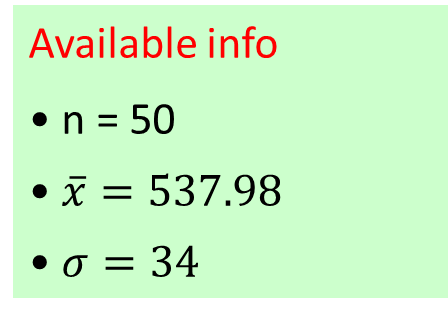 Available info
• n = 50
• x̄ = 537.98
• σ = 34